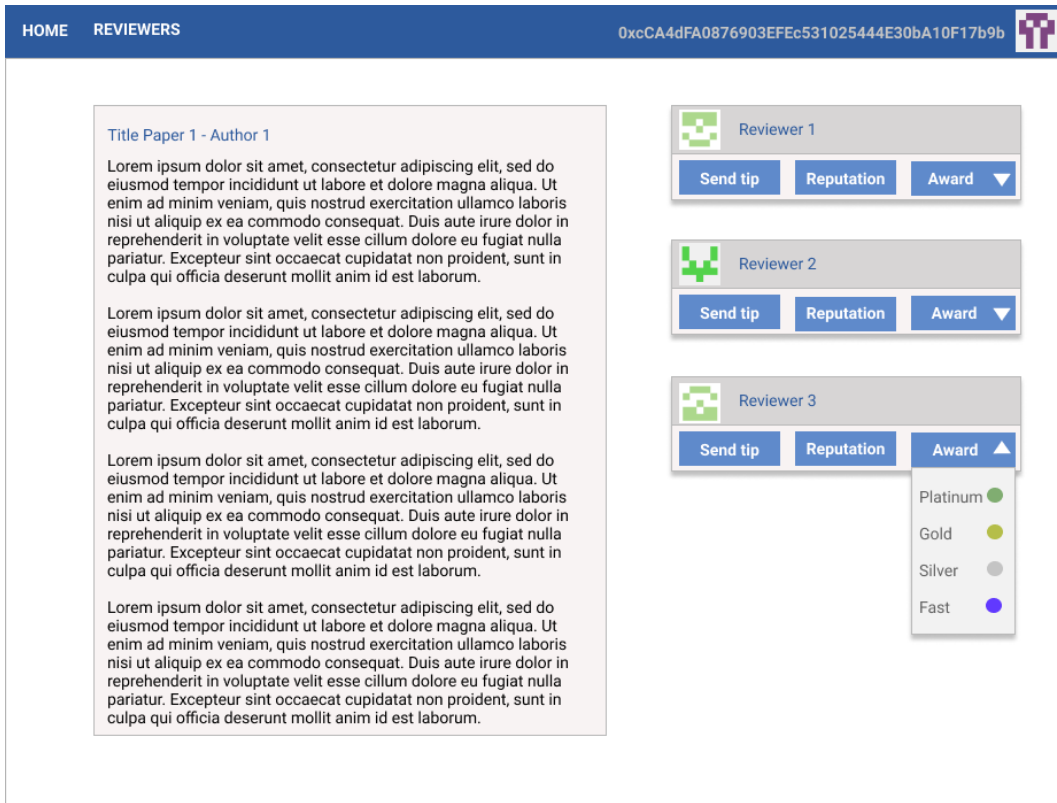 HOME REVIEWERS 0xcCA4dFA0876903EFEc531025444E30bA10F17b9b
Title Paper 1 - Author 1
Lorem ipsum dolor sit amet, consectetur adipiscing elit, sed do
eiusmod tempor incididunt ut labore et dolore magna aliqua. Ut
enim ad minim veniam, quis nostrud exercitation ullamco laboris
nisi ut aliquip ex ea commodo consequat. Duis aute irure dolor in
reprehenderit in voluptate velit esse cillum dolore eu fugiat nulla
pariatur. Excepteur sint occaecat cupidatat non proident, sunt in
culpa qui officia deserunt mollit anim id est laborum.
Lorem ipsum dolor sit amet, consectetur adipiscing elit, sed do
eiusmod tempor incididunt ut labore et dolore magna aliqua. Ut
enim ad minim veniam, quis nostrud exercitation ullamco laboris
nisi ut aliquip ex ea commodo consequat. Duis aute irure dolor in
reprehenderit in voluptate velit esse cillum dolore eu fugiat nulla
pariatur. Excepteur sint occaecat cupidatat non proident, sunt in
culpa qui officia deserunt mollit anim id est laborum.
Lorem ipsum dolor sit amet, consectetur adipiscing elit, sed do
eiusmod tempor incididunt ut labore et dolore magna aliqua. Ut
enim ad minim veniam, quis nostrud exercitation ullamco laboris
nisi ut aliquip ex ea commodo consequat. Duis aute irure dolor in
reprehenderit in voluptate velit esse cillum dolore eu fugiat nulla
pariatur. Excepteur sint occaecat cupidatat non proident, sunt in
culpa qui officia deserunt mollit anim id est laborum.
Lorem ipsum dolor sit amet, consectetur adipiscing elit, sed do
eiusmod tempor incididunt ut labore et dolore magna aliqua. Ut
enim ad minim veniam, quis nostrud exercitation ullamco laboris
nisi ut aliquip ex ea commodo consequat. Duis aute irure dolor in
reprehenderit in voluptate velit esse cillum dolore eu fugiat nulla
pariatur. Excepteur sint occaecat cupidatat non proident, sunt in
culpa qui officia deserunt mollit anim id est laborum.
Reviewer 1
Send tip Reputation Award
Reviewer 2
Send tip Reputation Award
Reviewer 3
Send tip Reputation Award
Platinum
Gold
Silver
Fast